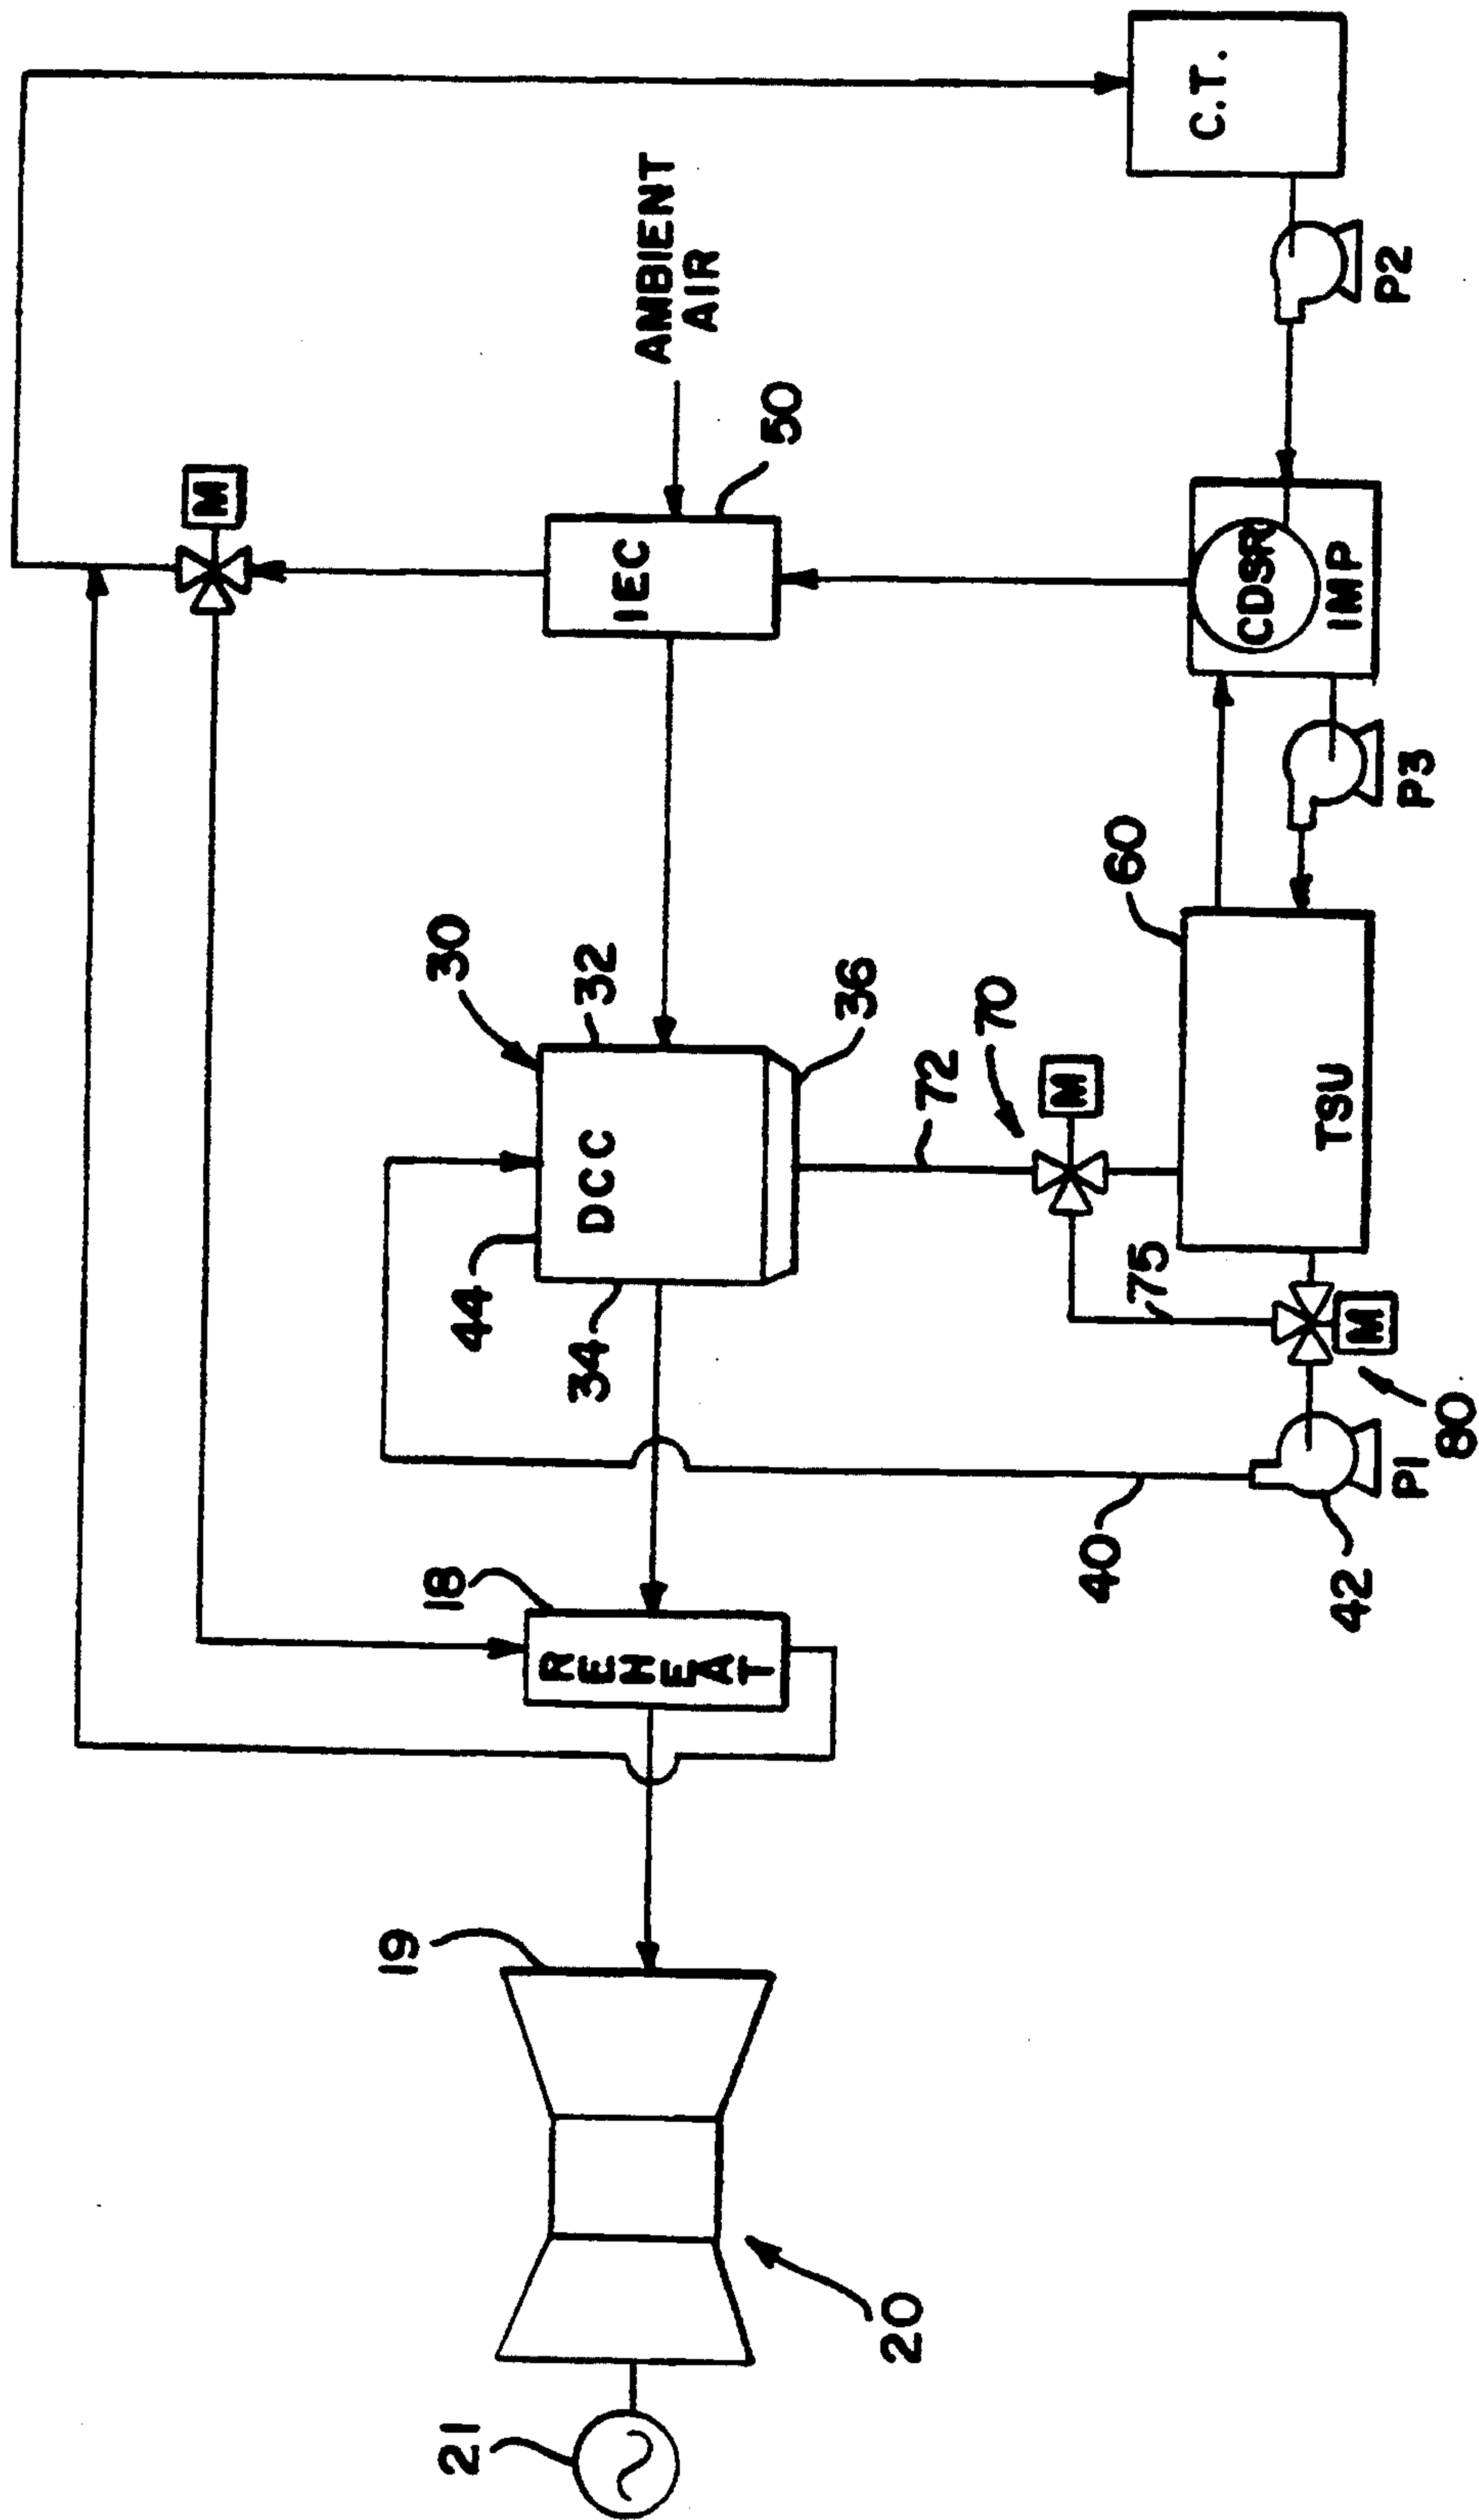 M
AMBIENT
AIR
C.T.
50
IEC
P2
CDSR
IMP
30
32
60
P3
36
44
DCC
72
70
M
TSU
34
75
M
80
P1
18
REHEAT
40
42
19
20
21